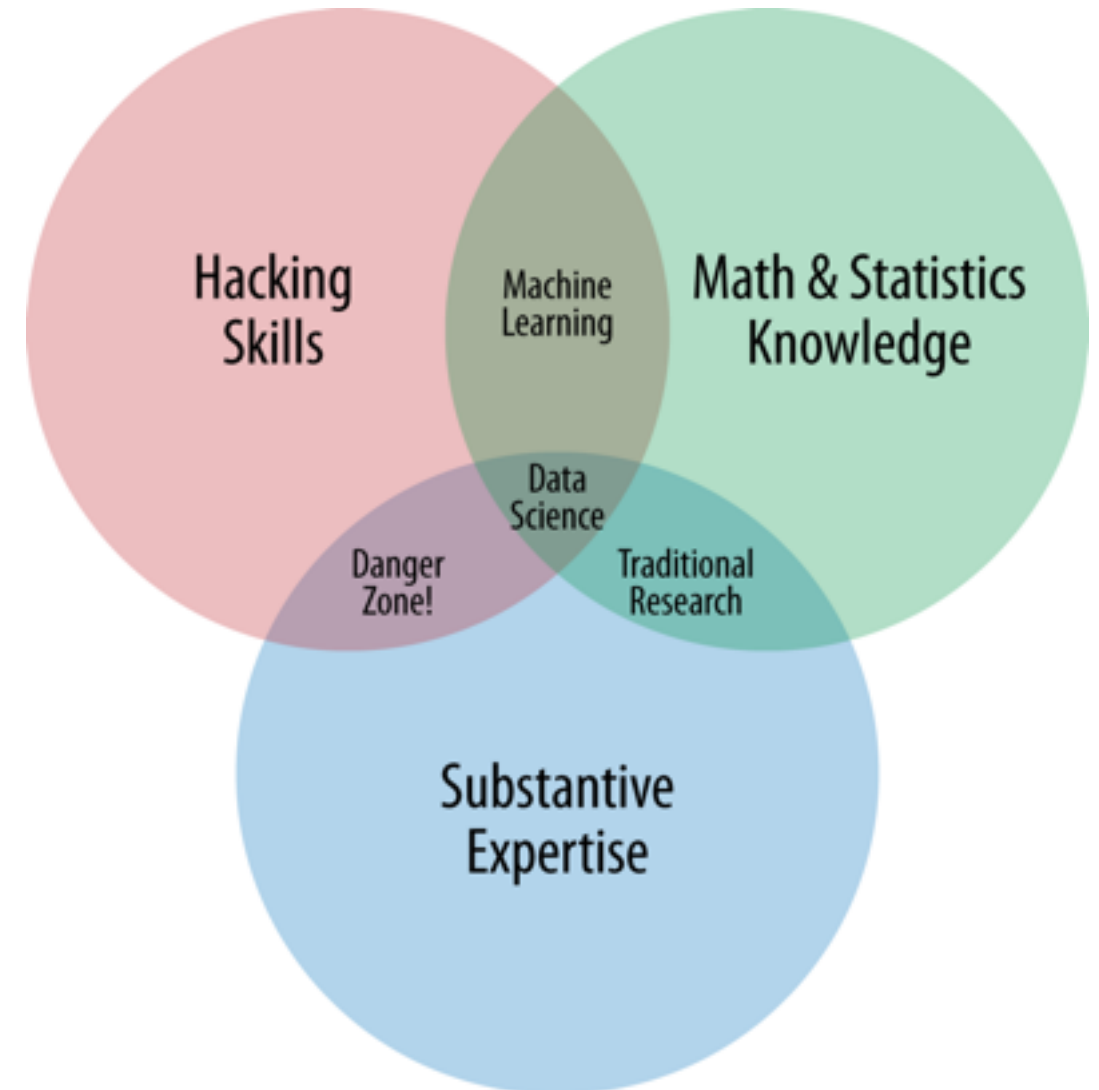 Hacking
Skills
Machine
Learning
Math & Statistics
Knowledge
Data
Science
Danger
Zone!
Traditional
Research
Substantive
Expertise